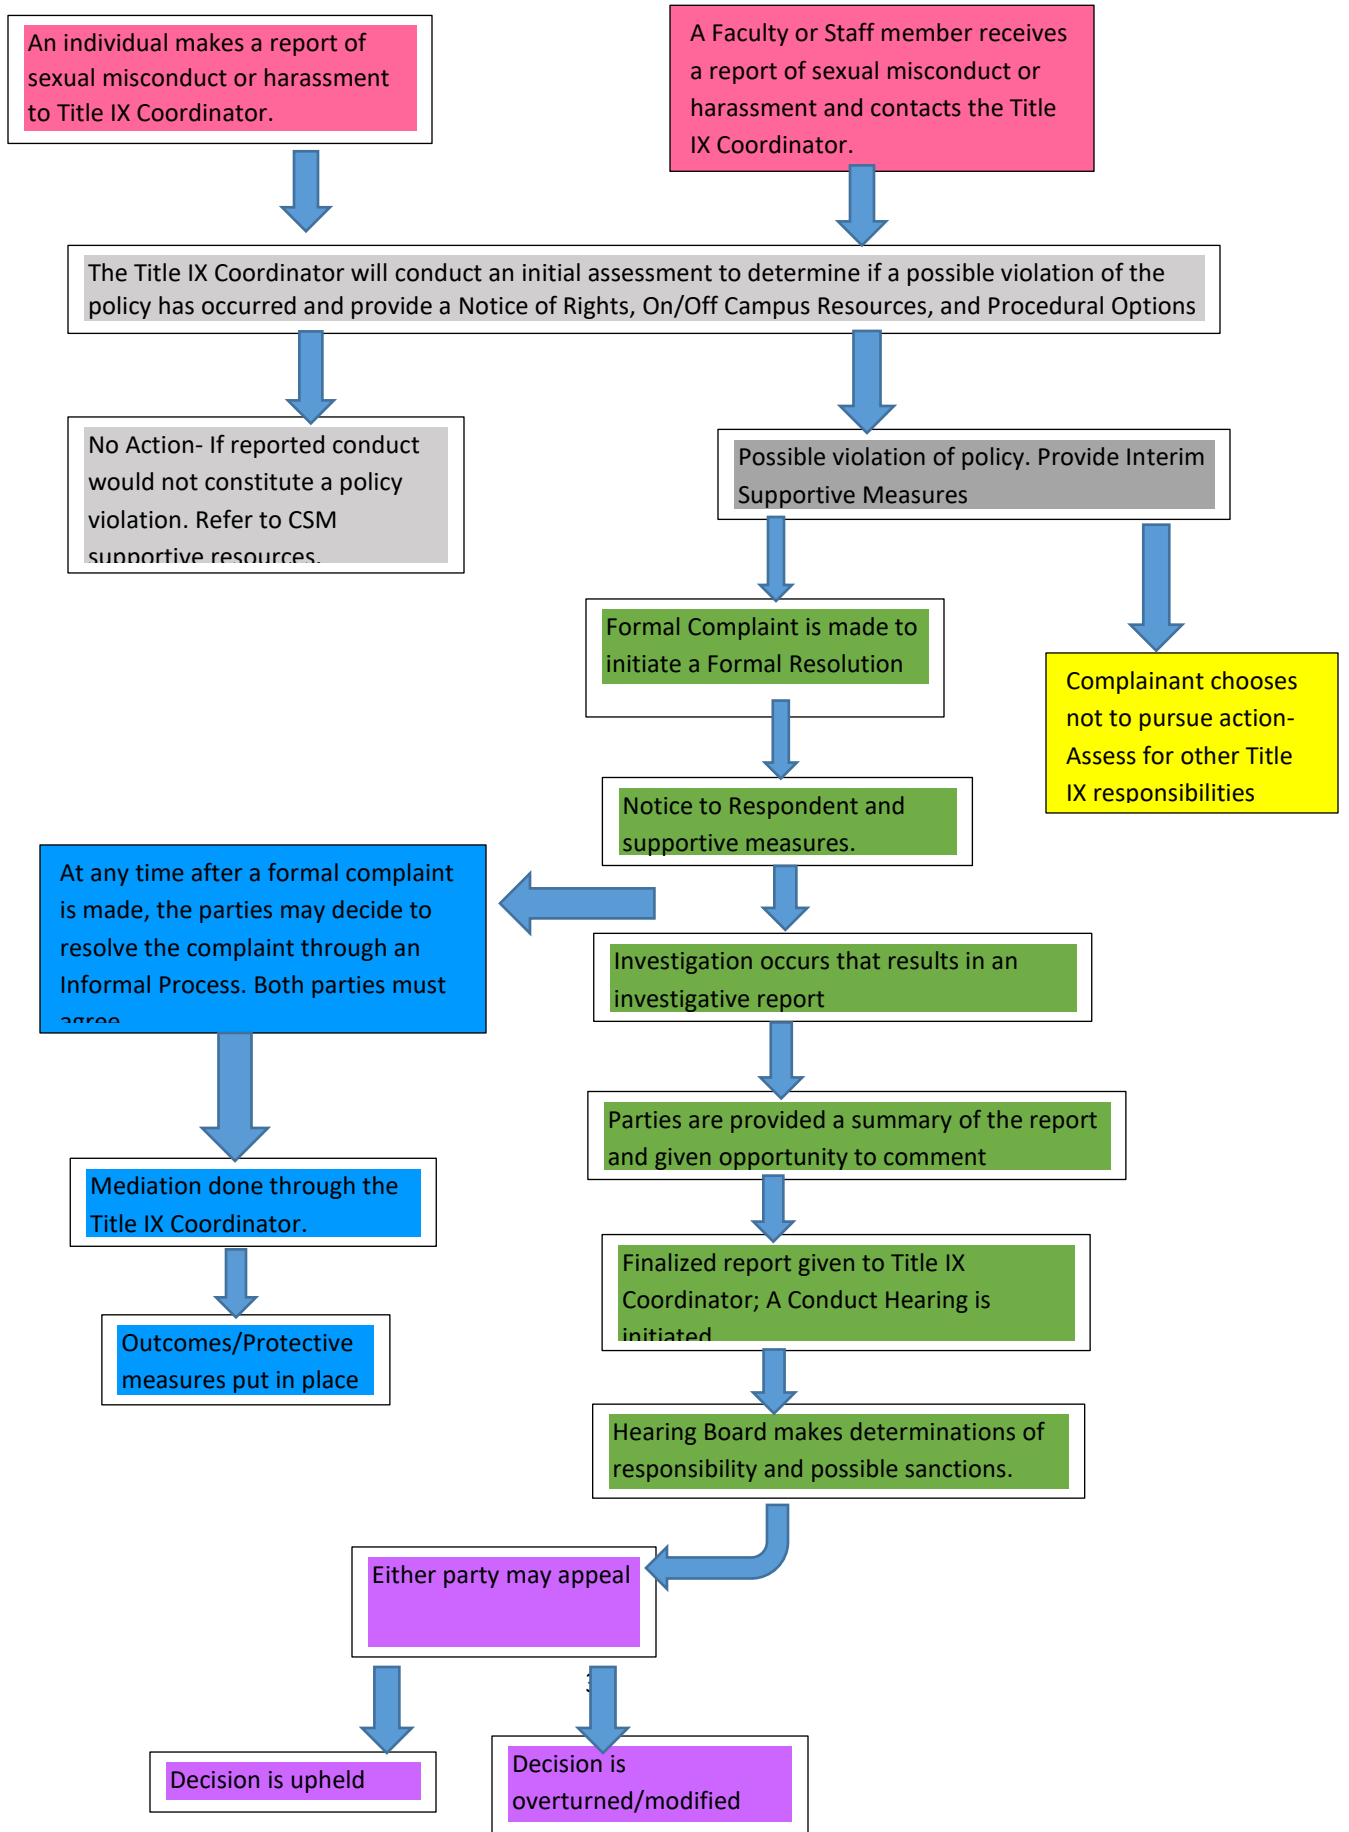 An individual makes a report of
sexual misconduct or harassment
to Title IX Coordinator.
A Faculty or Staff member receives
a report of sexual misconduct or
harassment and contacts the Title
IX Coordinator.
The Title IX Coordinator will conduct an initial assessment to determine if a possible violation of the
policy has occurred and provide a Notice of Rights, On/Off Campus Resources, and Procedural Options
No Action- If reported conduct
would not constitute a policy
violation. Refer to CSM
supportive resources.
Possible violation of policy. Provide Interim
Supportive Measures
Formal Complaint is made to
initiate a Formal Resolution
Complainant chooses
not to pursue action-
Assess for other Title
IX responsibilities
Notice to Respondent and
supportive measures.
At any time after a formal complaint
is made, the parties may decide to
resolve the complaint through an
Informal Process. Both parties must
agree
Investigation occurs that results in an
investigative report
Parties are provided a summary of the report
and given opportunity to comment
Mediation done through the
Title IX Coordinator.
Finalized report given to Title IX
Coordinator; A Conduct Hearing is
initiated
Outcomes/Protective
measures put in place
Hearing Board makes determinations of
responsibility and possible sanctions.
Either party may appeal
Decision is upheld
Decision is
overturned/modified